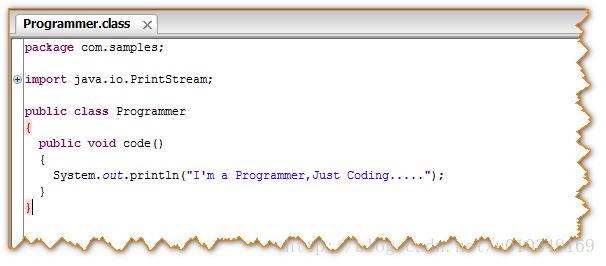 Programmer.class
package com.samples;
import java.io.PrintStream;
public class Programmer
{
public void code()
{
System.out.println("I'm a Programmer,Just Coding.....");
}
}